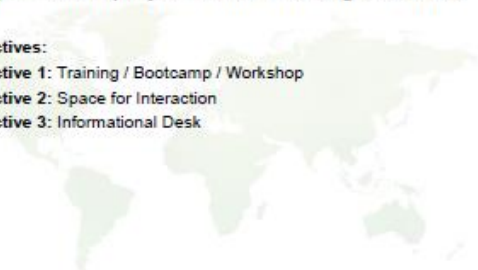 ctives:
ctive 1: Training / Bootcamp / Workshop
ctive 2: Space for Interaction
ctive 3: Informational Desk